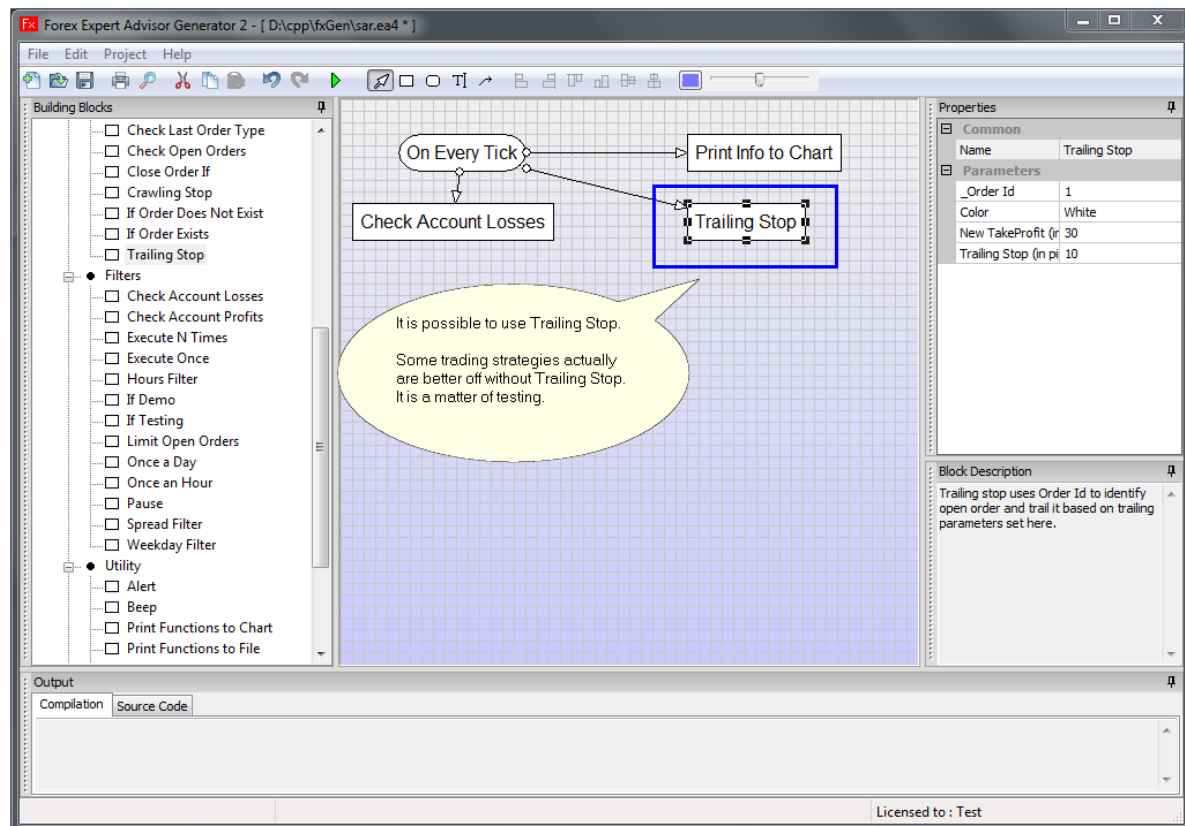 Forex Expert Advisor Generator 2 - [ D:\cpp\fxGen\sar.ea4 * ]
File Edit Project Help
Building Blocks
Check Last Order Type
Check Open Orders
Close Order If
Crawling Stop
If Order Does Not Exist
If Order Exists
Trailing Stop
Filters
Check Account Losses
Check Account Profits
Execute N Times
Execute Once
Hours Filter
If Demo
If Testing
Limit Open Orders
Once a Day
Once an Hour
Pause
Spread Filter
Weekday Filter
Utility
Alert
Beep
Print Functions to Chart
Print Functions to File
On Every Tick
Print Info to Chart
Check Account Losses
Trailing Stop
It is possible to use Trailing Stop.
Some trading strategies actually
are better off without Trailing Stop.
It is a matter of testing.
Properties
Common
Name Trailing Stop
Parameters
_Order Id 1
Color White
New TakeProfit (ir 30
Trailing Stop (in pi 10
Block Description
Trailing stop uses Order Id to identify
open order and trail it based on trailing
parameters set here.
Output
Compilation Source Code
Licensed to : Test